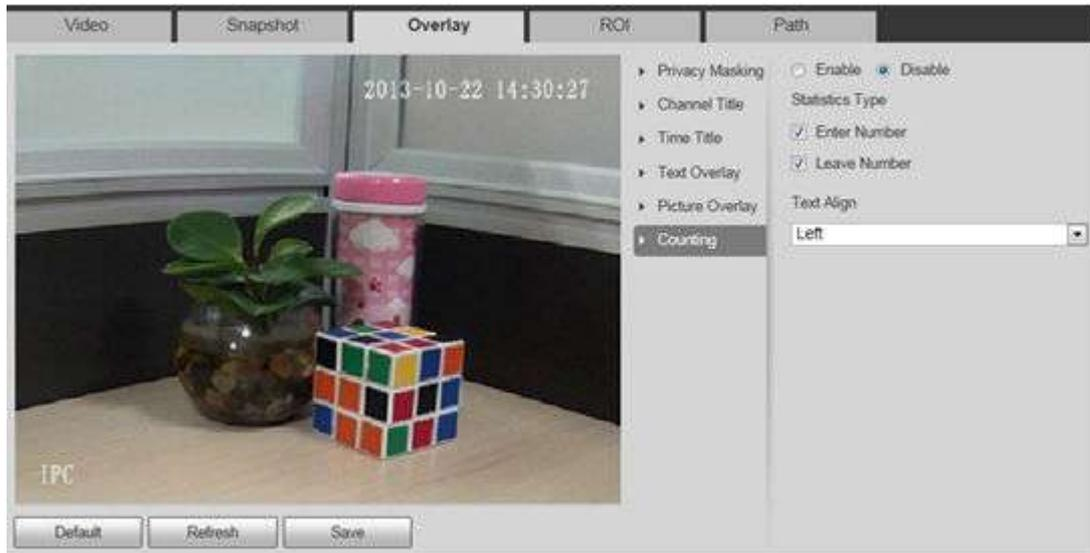 Video
Snapshot
Overlay
ROI
Path
2013-10-22 14:30:27
IPC
Privacy Masking
Channel Title
Time Title
Text Overlay
Picture Overlay
Counting
Enable
Disable
Statistics Type
Enter Number
Leave Number
Text Align
Left
Default
Refresh
Save